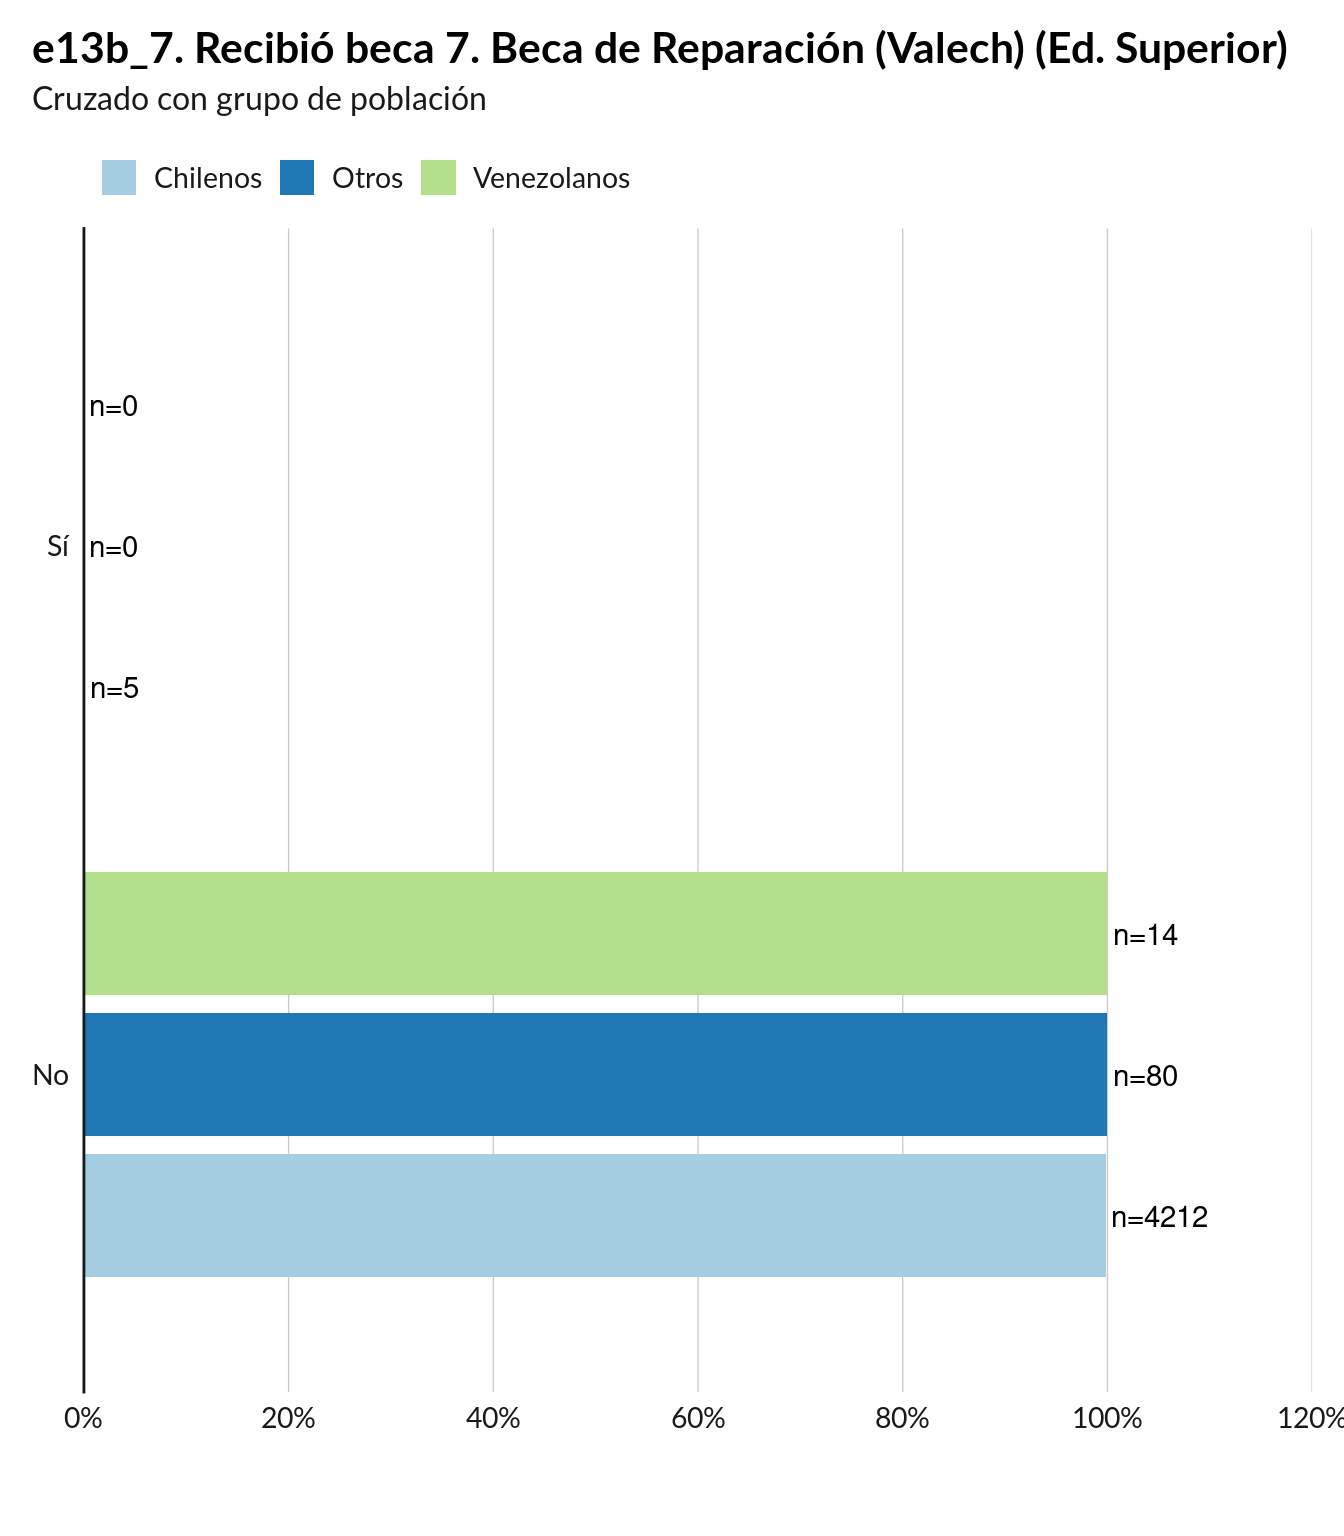 e13b_7. Recibió beca 7. Beca de Reparación (Valech) (Ed. Superior)
Cruzado con grupo de población
Chilenos Otros Venezolanos
n=0
Sí n=0
n=5
n=14
No n=80
n=4212
0% 20% 40% 60% 80% 100% 120%